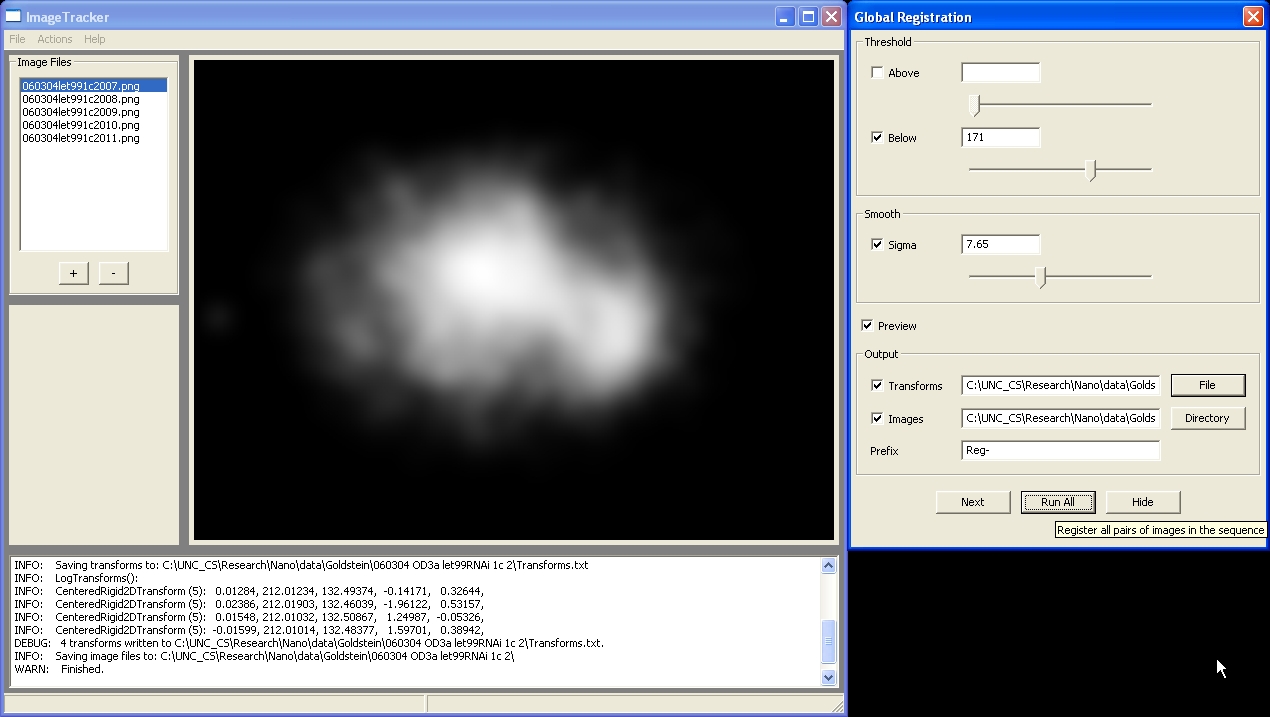 ImageTracker
File Actions Help
Image Files
060304let991c2007.png
060304let991c2008.png
060304let991c2009.png
060304let991c2010.png
060304let991c2011.png
+ -
INFO: Saving transforms to: C:\UNC_CS\Research\Nano\data\Goldstein\060304 OD3a let99RNAi 1c 2\Transforms.txt
INFO: LogTransforms():
INFO: CenteredRigid2DTransform (5): 0.01284, 212.01234, 132.49374, -0.14171, 0.32644,
INFO: CenteredRigid2DTransform (5): 0.02386, 212.01903, 132.46039, -1.96122, 0.53157,
INFO: CenteredRigid2DTransform (5): 0.01548, 212.01032, 132.50867, 1.24987, -0.05326,
INFO: CenteredRigid2DTransform (5): -0.01599, 212.01014, 132.48377, 1.59701, 0.38942,
DEBUG: 4 transforms written to C:\UNC_CS\Research\Nano\data\Goldstein\060304 OD3a let99RNAi 1c 2\Transforms.txt.
INFO: Saving image files to: C:\UNC_CS\Research\Nano\data\Goldstein\060304 OD3a let99RNAi 1c 2\
WARN: Finished.
Global Registration
Threshold
Above
Below 171
Smooth
Sigma 7.65
Preview
Output
Transforms C:\UNC_CS\Research\Nano\data\Golds File
Images C:\UNC_CS\Research\Nano\data\Golds Directory
Prefix Reg-
Next Run All Hide
Register all pairs of images in the sequence